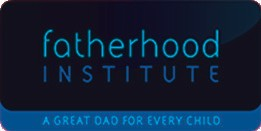 fatherhood
INSTITUTE
A GREAT DAD FOR EVERY CHILD